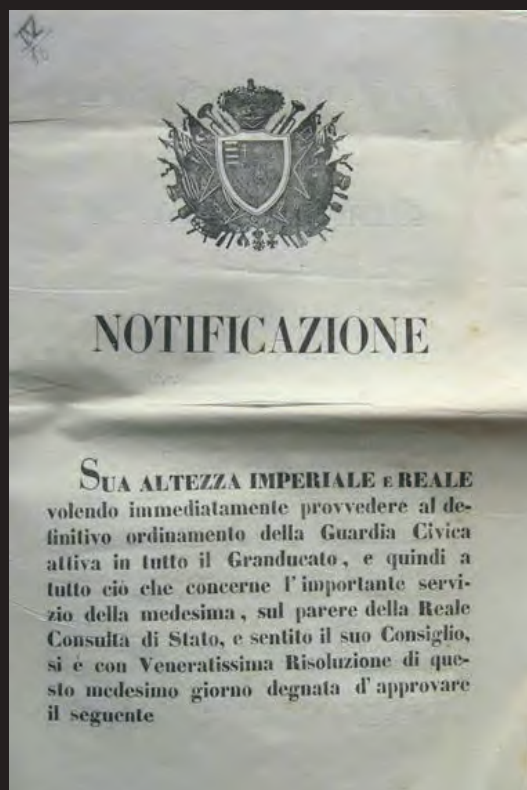 NOTIFICAZIONE
SUA ALTEZZA IMPERIALE E REALE
volendo immediatamente provvedere al de-
finitivo ordinamento della Guardia Civica
attiva in tutto il Granducato, e quindi a
tutto ciò che concerne l'importante servi-
zio della medesima, sul parere della Reale
Consulta di Stato, e sentito il suo Consiglio,
si è con Veneratissima Risoluzione di que-
sto medesimo giorno degnata d'approvare
il seguente